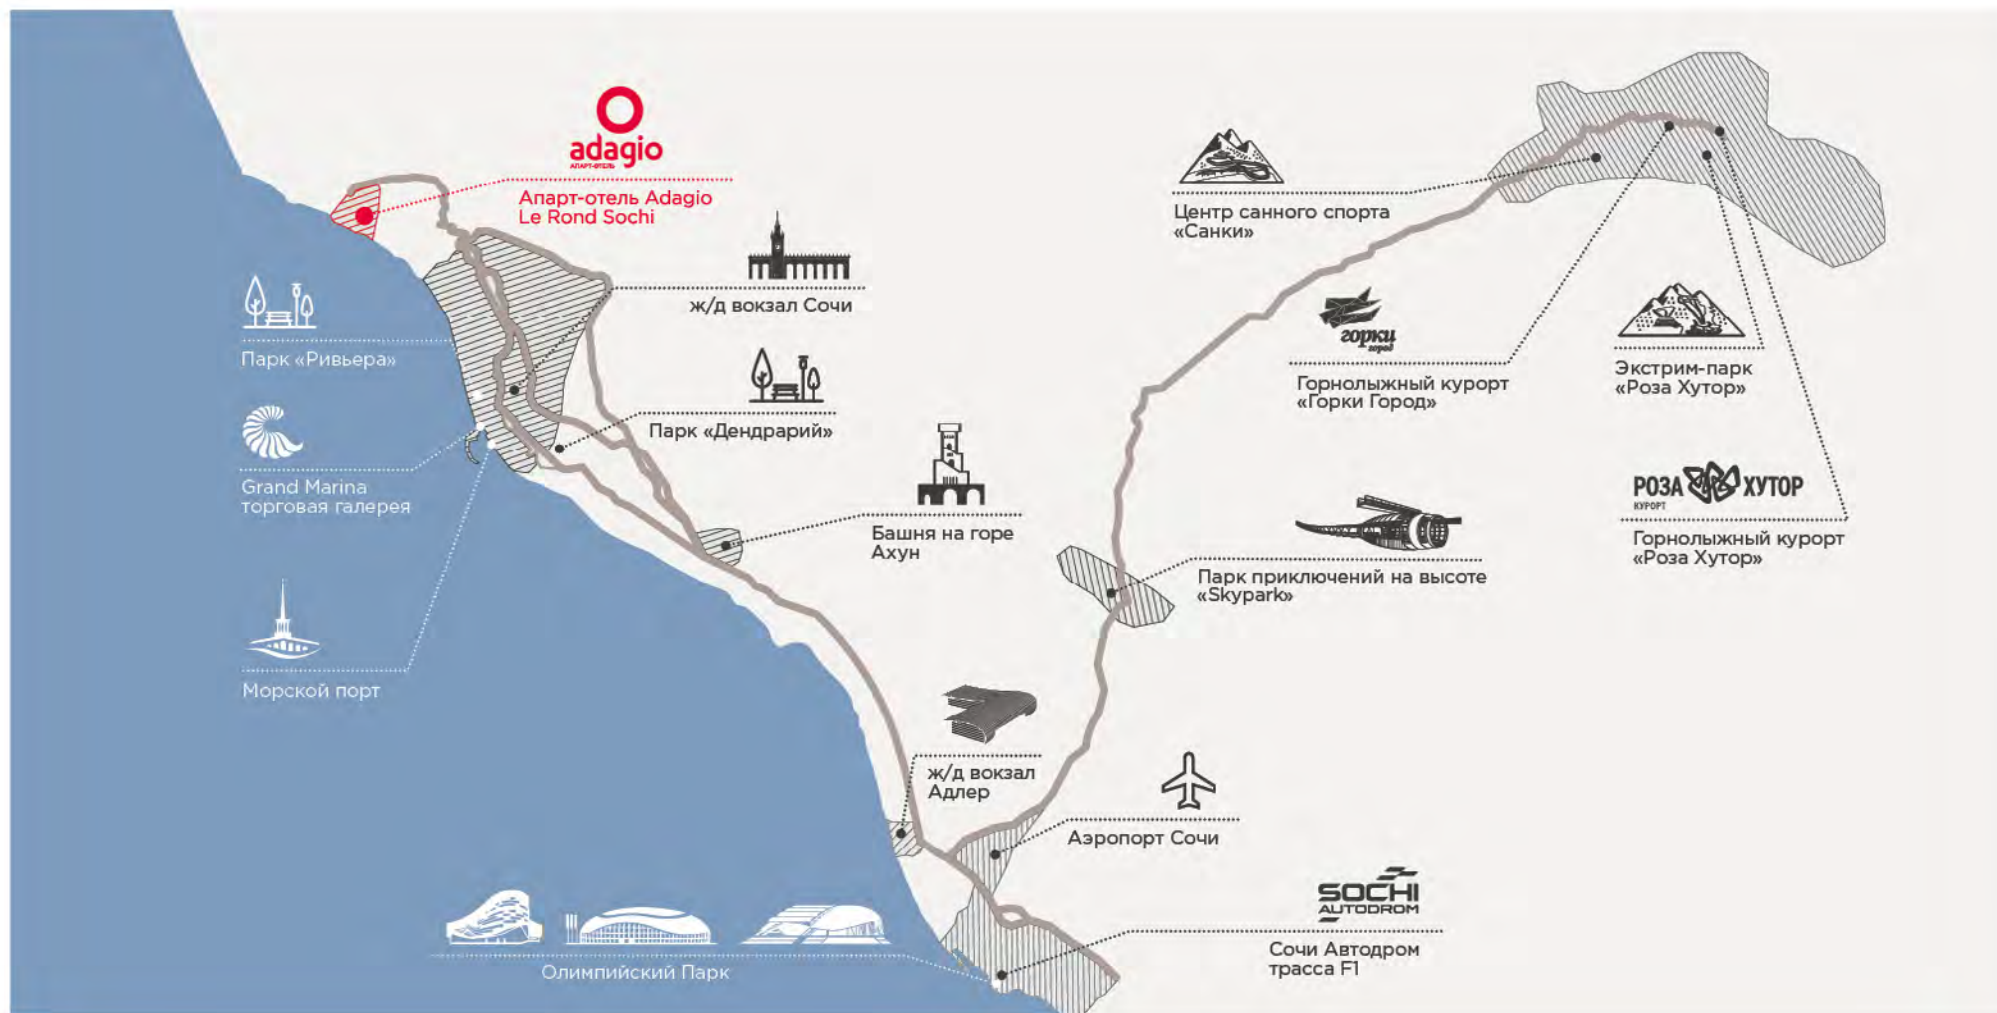 adagio
АПАРТ-ОТЕЛЬ
Апарт-отель Adagio
Le Rond Sochi
ж/д вокзал Сочи
Парк «Ривьера»
Парк «Дендрарий»
Grand Marina
торговая галерея
Башня на горе
Ахун
Морской порт
Центр санного спорта
«Санки»
горки
город
Горнолыжный курорт
«Горки Город»
Экстрим-парк
«Роза Хутор»
РОЗА ХУТОР
КУРОРТ
Горнолыжный курорт
«Роза Хутор»
Парк приключений на высоте
«Skypark»
ж/д вокзал
Адлер
Аэропорт Сочи
SOCHI
AUTODROM
Сочи Автодром
трасса F1
Олимпийский Парк